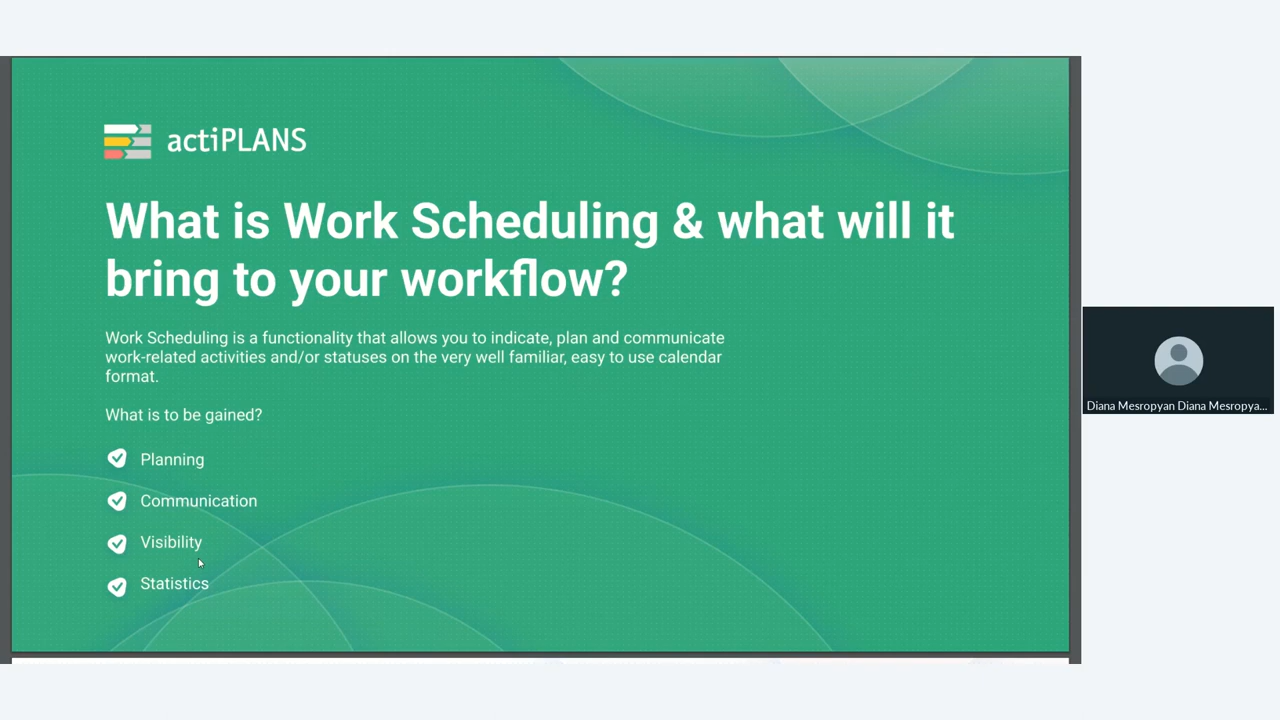 actiPLANS
What is Work Scheduling & what will it
bring to your workflow?
Work Scheduling is a functionality that allows you to indicate, plan and communicate
work-related activities and/or statuses on the very well familiar, easy to use calendar
format.
What is to be gained?
Planning
Communication
Visibility
Statistics
Diana Mesropyan Diana Mesropya...